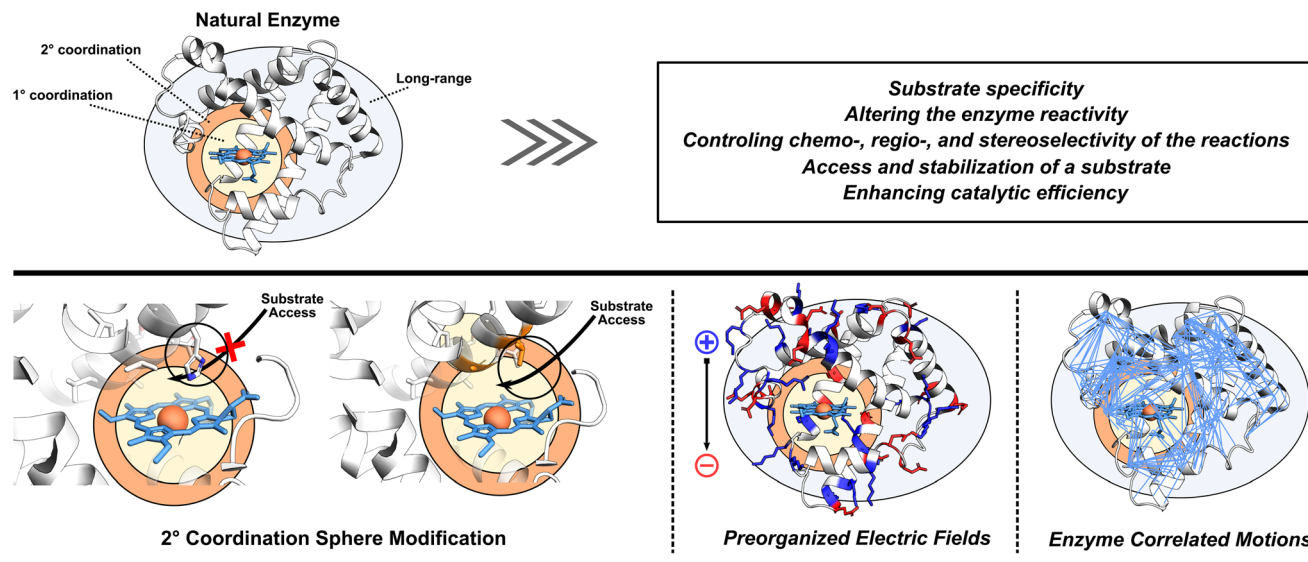 Natural Enzyme
2° coordination
1° coordination
Long-range
Substrate specificity
Altering the enzyme reactivity
Controling chemo-, regio-, and stereoselectivity of the reactions
Access and stabilization of a substrate
Enhancing catalytic efficiency
Substrate
Access
Substrate
Access
+
−
2° Coordination Sphere Modification
Preorganized Electric Fields
Enzyme Correlated Motions